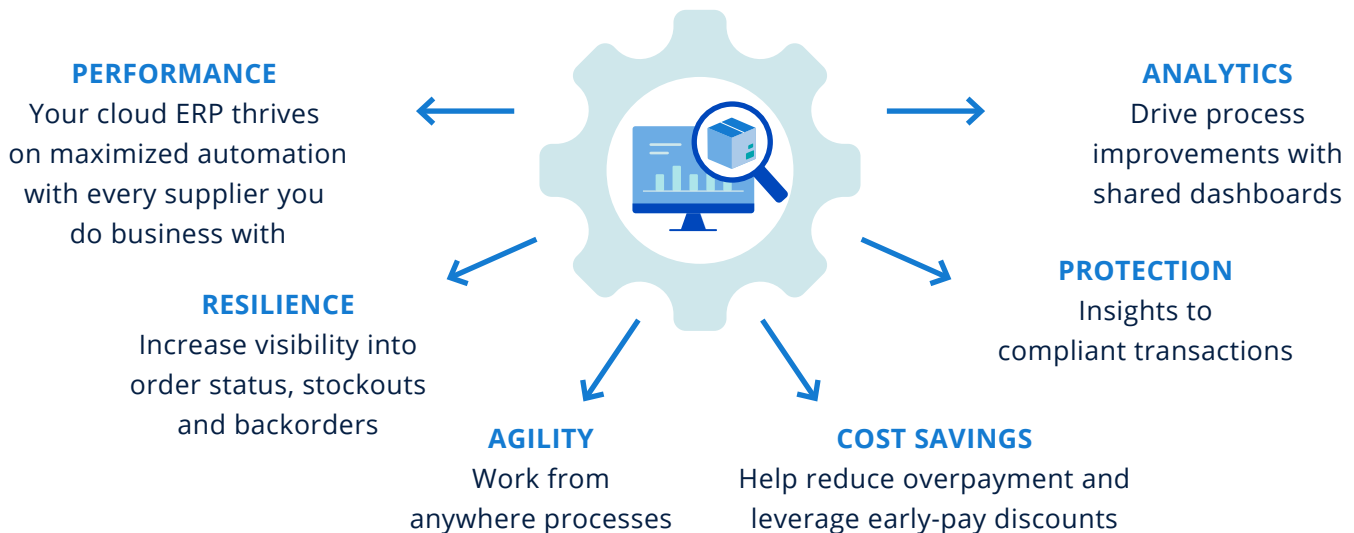 PERFORMANCE
Your cloud ERP thrives
on maximized automation
with every supplier you
do business with
RESILIENCE
Increase visibility into
order status, stockouts
and backorders
AGILITY
Work from
anywhere processes
COST SAVINGS
Help reduce overpayment and
leverage early-pay discounts
PROTECTION
Insights to
compliant transactions
ANALYTICS
Drive process
improvements with
shared dashboards